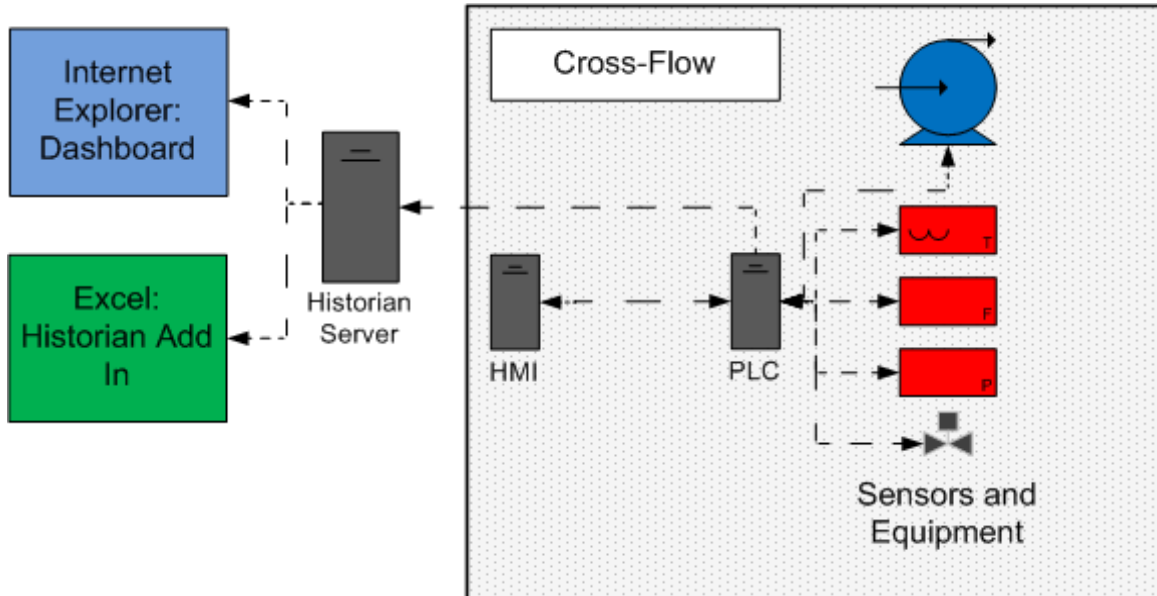 Internet
Explorer:
Dashboard
Excel:
Historian Add
In
Historian
Server
Cross-Flow
HMI
PLC
T
F
P
Sensors and
Equipment